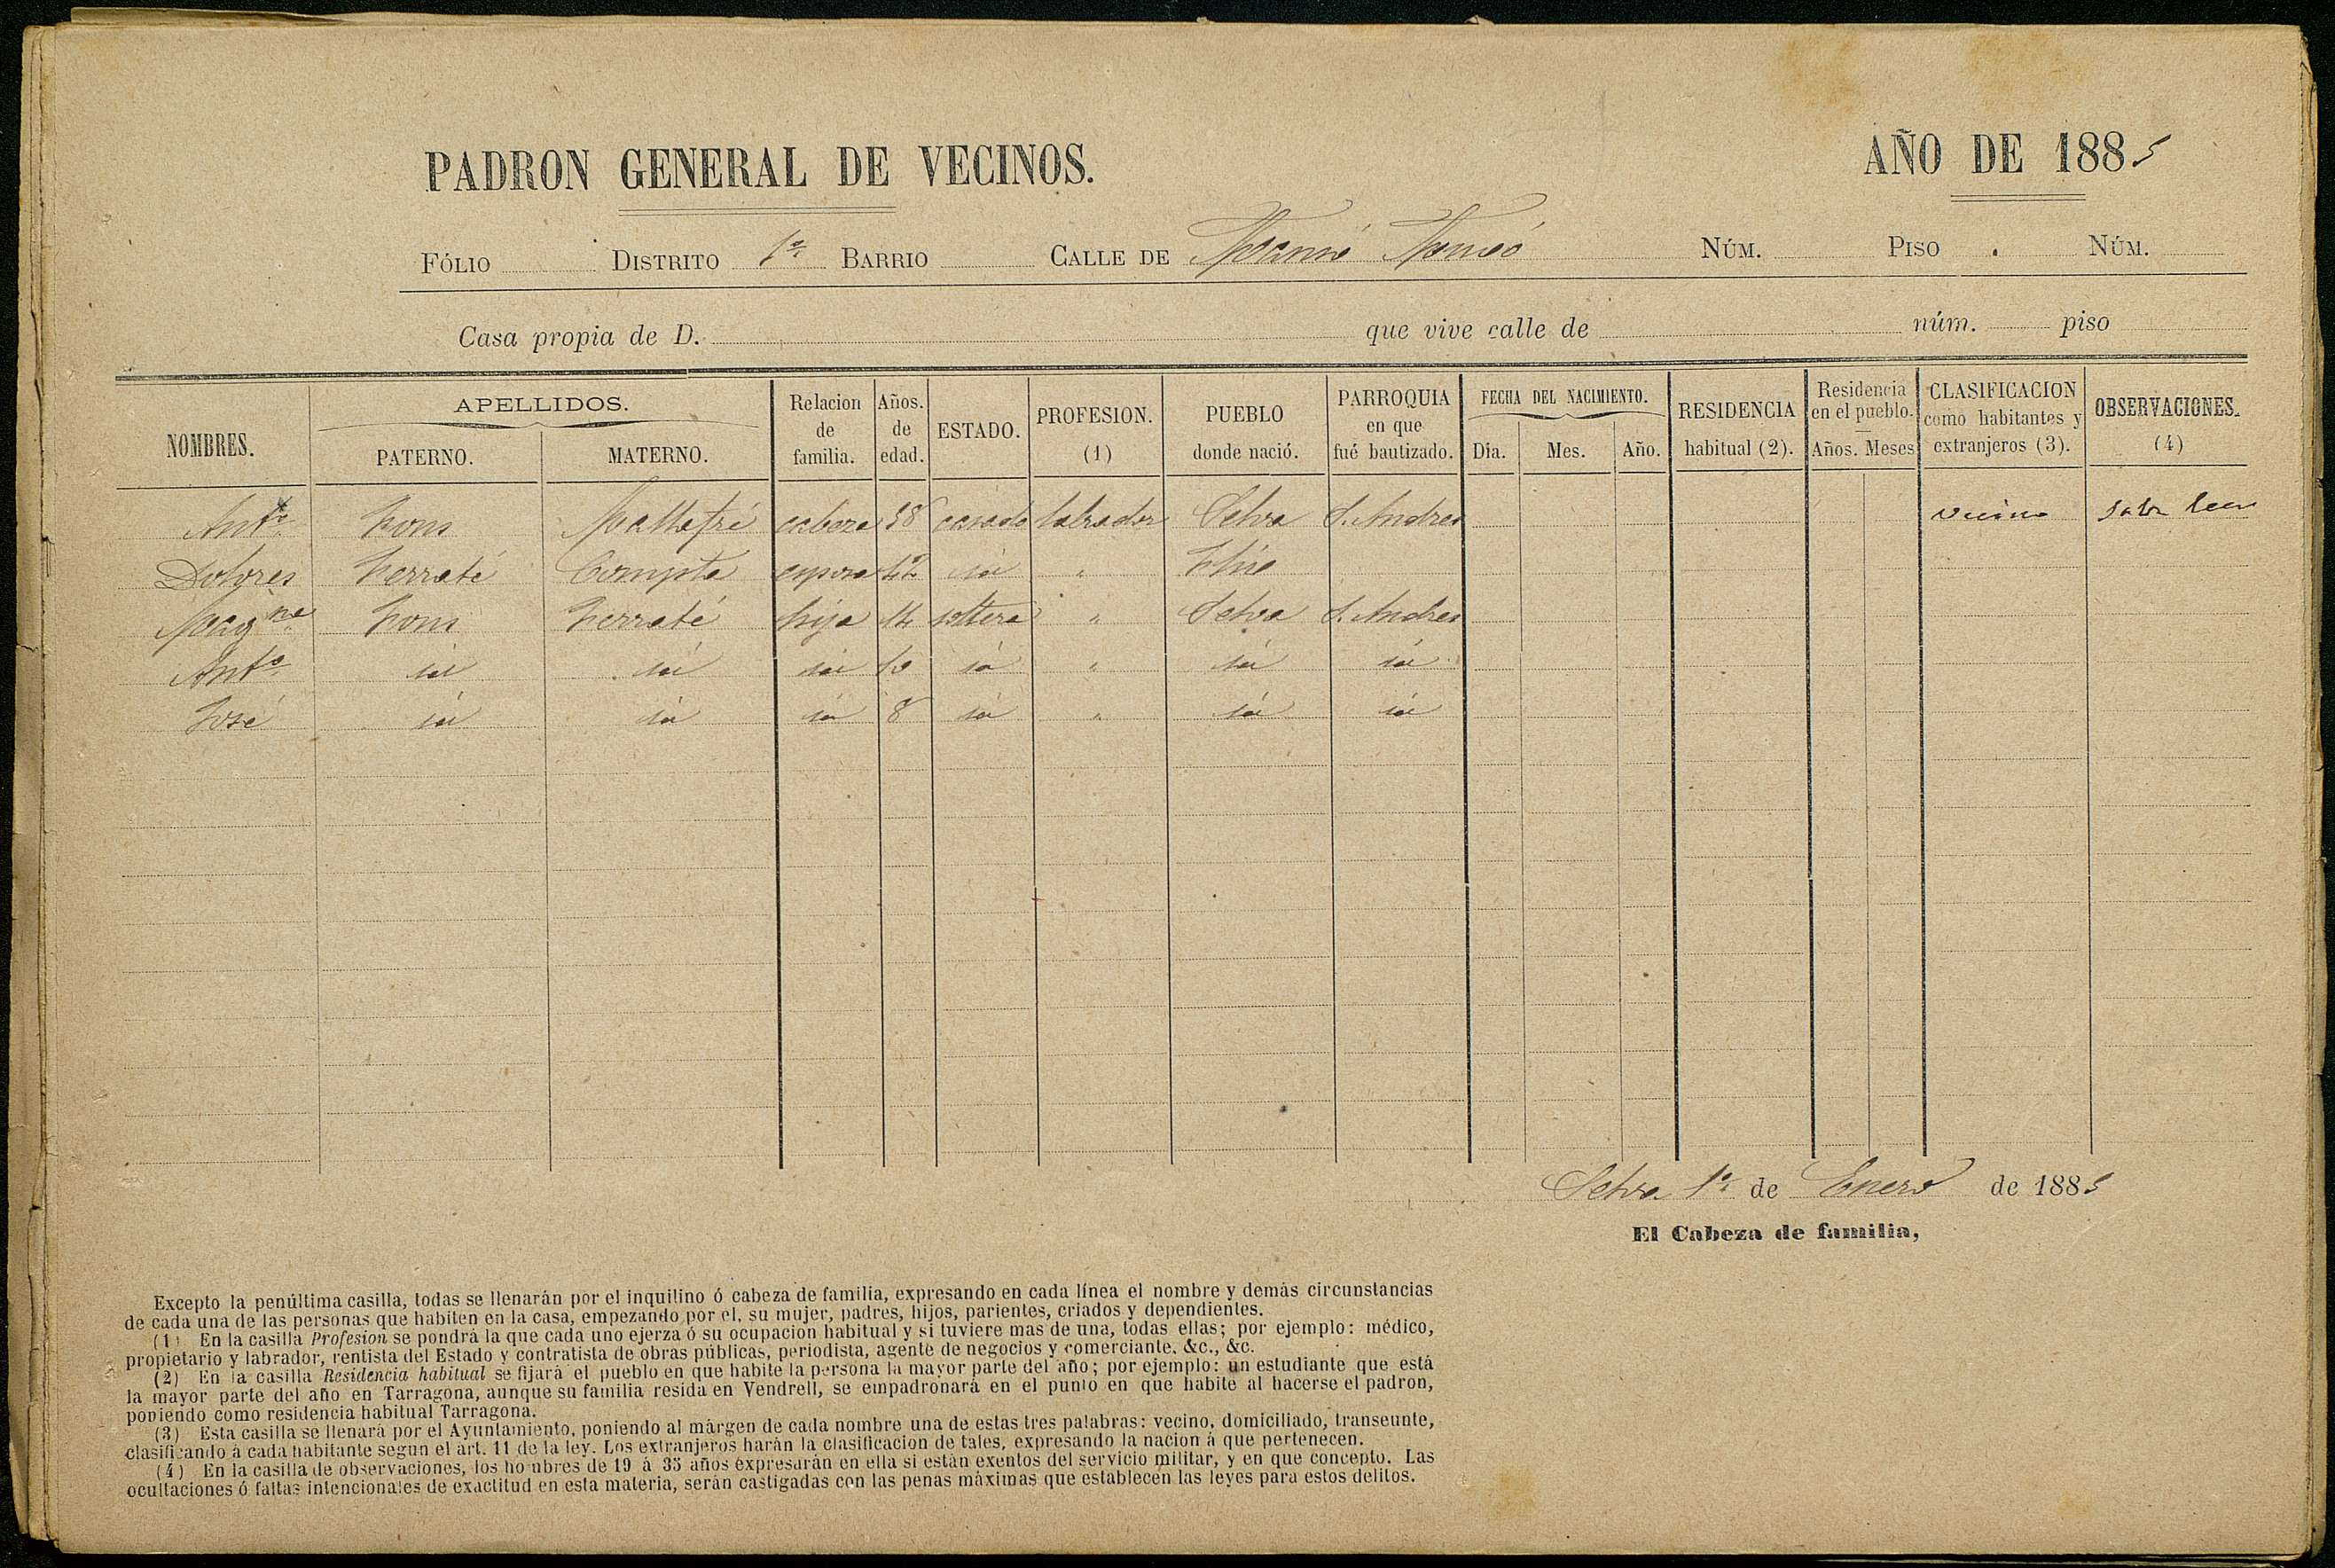 PADRON GENERAL DE VECINOS.
AÑO DE 1885
FÓLIO DISTRITO 1º BARRIO CALLE DE NÚM. PISO NÚM.
Casa propia de D. que vive calle de núm. piso
NOMBRES. APELLIDOS. PATERNO. MATERNO. Relacion de familia. Años. de edad. ESTADO. PROFESION. (1) PUEBLO donde nació. PARROQUIA en que fué bautizado. FECHA DEL NACIMIENTO. Dia. Mes. Año. RESIDENCIA habitual (2). Residencia en el pueblo. Años. Meses CLASIFICACION como habitantes y extranjeros (3). OBSERVACIONES. (4)
Antº Pons Mallafré cabeza casado labrador Selva S. Andres vecino sabe leer
Dolores Ferraté Compte esposa 42 id "
Magna Pons Ferraté hija 14 soltera " Selva S. Andres
Antº id id id 10 id " id id
José id id id 8 id " id id
Selva 1º de Enero de 1885
El Cabeza de familia,
Excepto la penúltima casilla, todas se llenarán por el inquilino ó cabeza de familia, expresando en cada línea el nombre y demás circunstancias
de cada una de las personas que habiten en la casa, empezando por el, su mujer, padres, hijos, parientes, criados y dependientes.
(1) En la casilla Profesion se pondrá la que cada uno ejerza ó su ocupacion habitual y si tuviere mas de una, todas ellas; por ejemplo: médico,
propietario y labrador, rentista del Estado y contratista de obras públicas, periodista, agente de negocios y comerciante, &c., &c.
(2) En la casilla Residencia habitual se fijará el pueblo en que habite la persona la mayor parte del año; por ejemplo: un estudiante que está
la mayor parte del año en Tarragona, aunque su familia resida en Vendrell, se empadronará en el punto en que habite al hacerse el padron,
poniendo como residencia habitual Tarragona.
(3) Esta casilla se llenará por el Ayuntamiento, poniendo al márgen de cada nombre una de estas tres palabras: vecino, domiciliado, transeunte,
clasificando á cada habitante segun el art. 11 de la ley. Los extranjeros harán la clasificacion de tales, expresando la nacion á que pertenecen.
(4) En la casilla de observaciones, los hombres de 19 á 35 años expresarán en ella si están exentos del servicio militar, y en que concepto. Las
ocultaciones ó faltas intencionales de exactitud en esta materia, serán castigadas con las penas máximas que establecen las leyes para estos delitos.